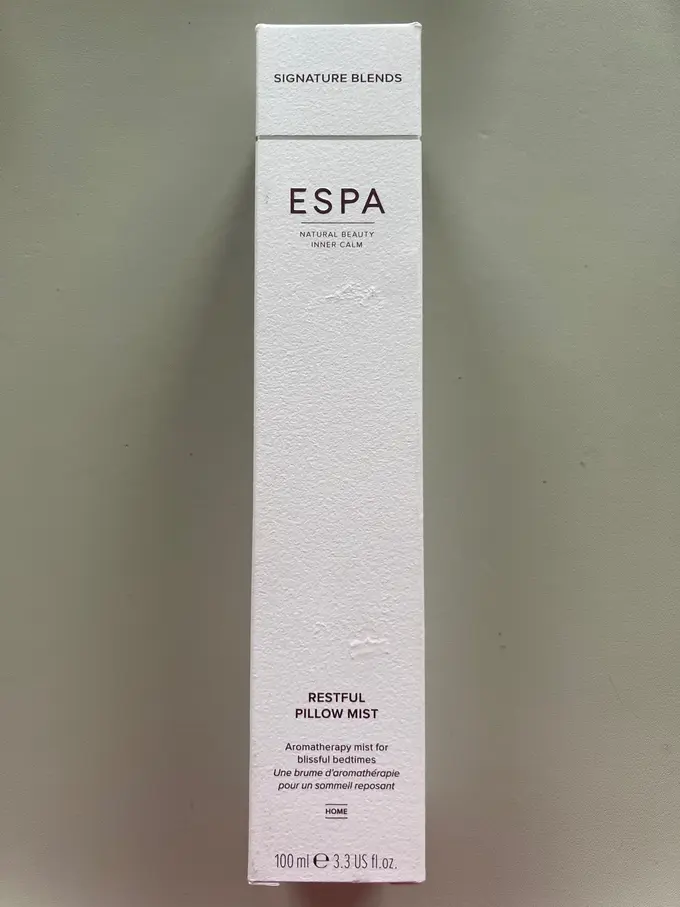 SIGNATURE BLENDS
ESPA
NATURAL BEAUTY
INNER CALM
RESTFUL
PILLOW MIST
Aromatherapy mist for
blissful bedtimes
Une brume d'aromathérapie
pour un sommeil reposant
HOME
100 ml ℮ 3.3 US fl.oz.